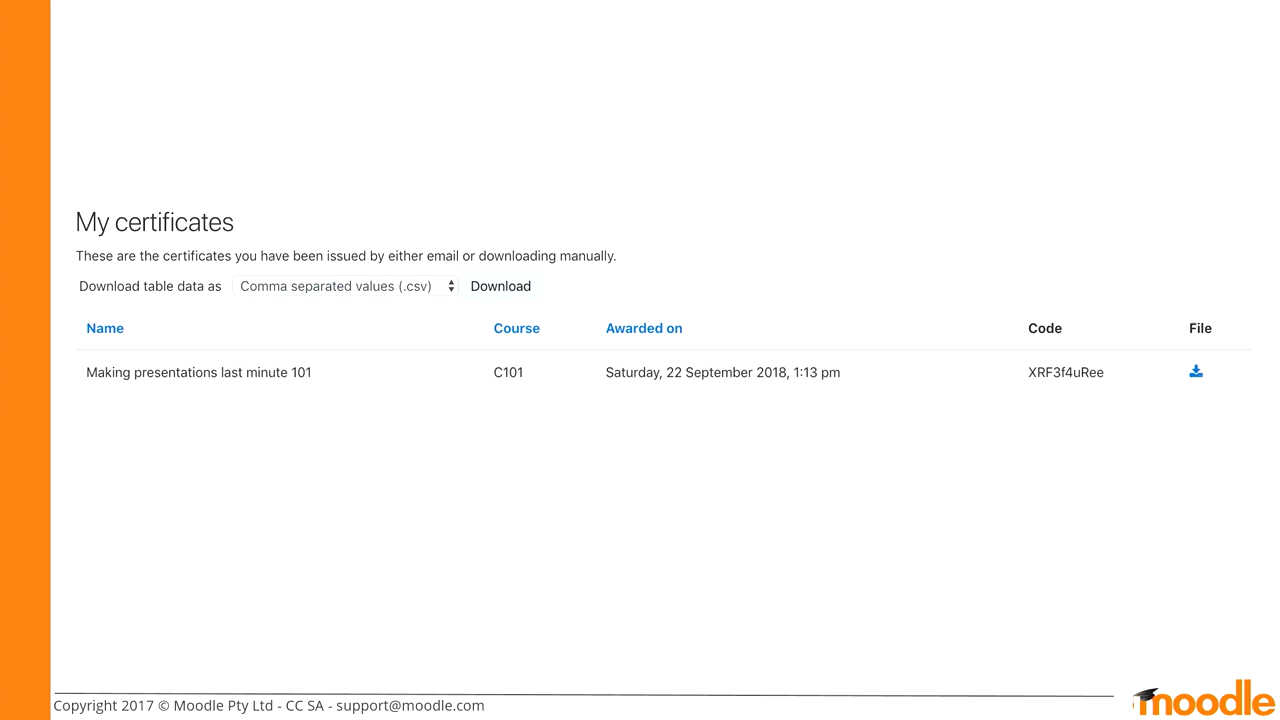 My certificates
These are the certificates you have been issued by either email or downloading manually.
Download table data as Comma separated values (.csv) Download
Name Course Awarded on Code File
Making presentations last minute 101 C101 Saturday, 22 September 2018, 1:13 pm XRF3f4uRee
Copyright 2017 © Moodle Pty Ltd - CC SA - support@moodle.com
moodle